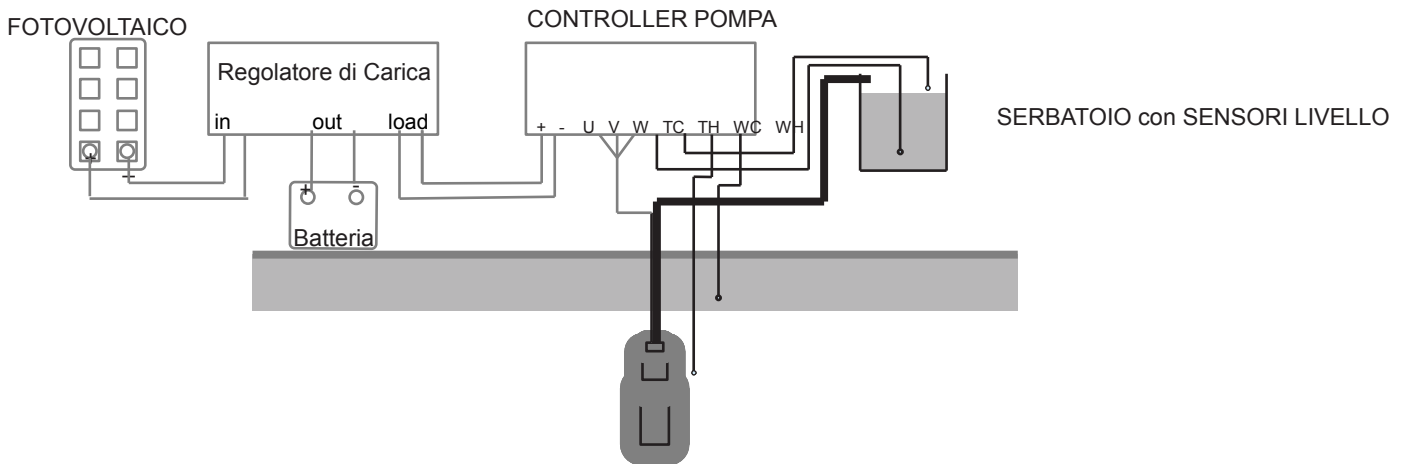 FOTOVOLTAICO
CONTROLLER POMPA
Regolatore di Carica
in out load
+ - U V W TC TH WC WH
SERBATOIO con SENSORI LIVELLO
+ -
+ -
Batteria